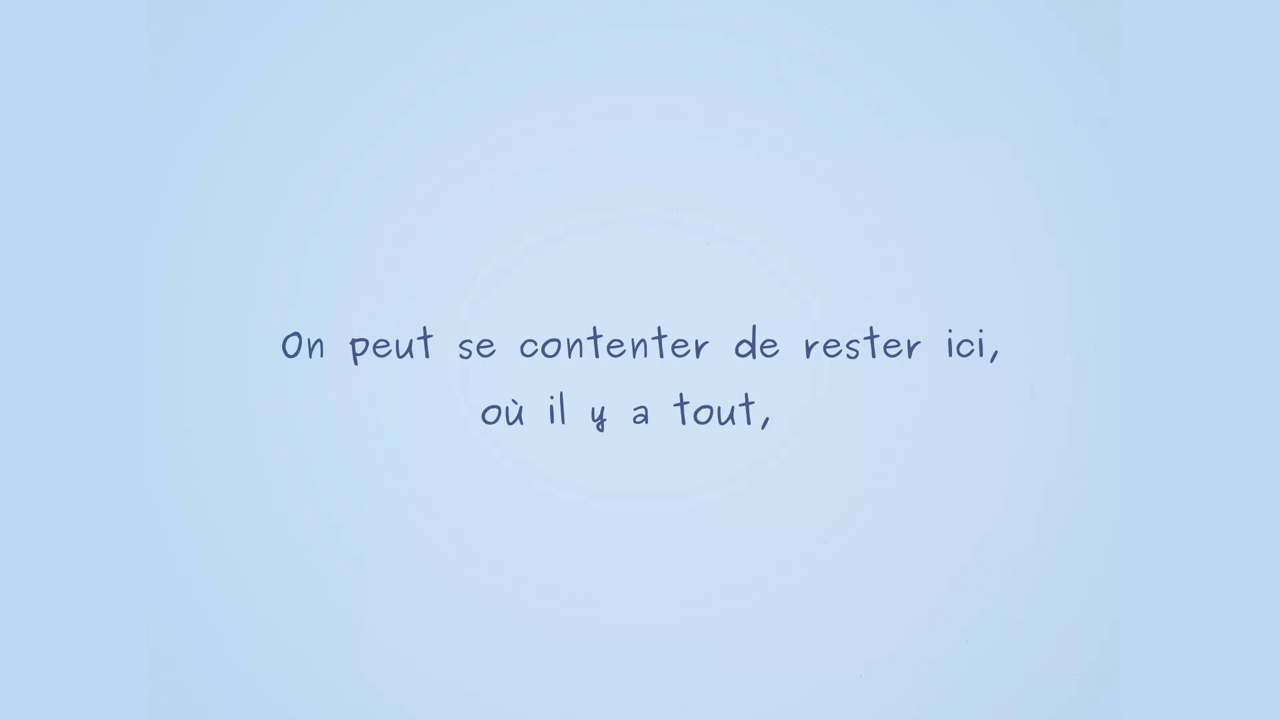 On peut se contenter de rester ici,
où il y a tout,